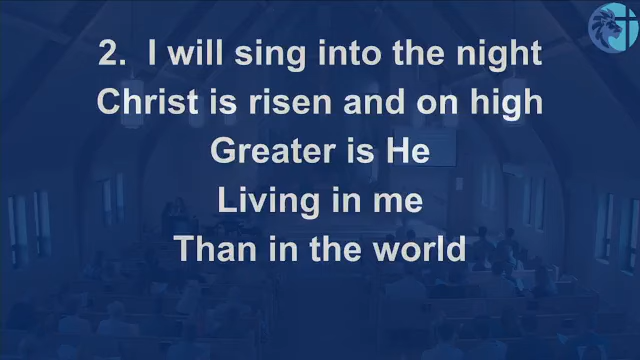 2. I will sing into the night
Christ is risen and on high
Greater is He
Living in me
Than in the world